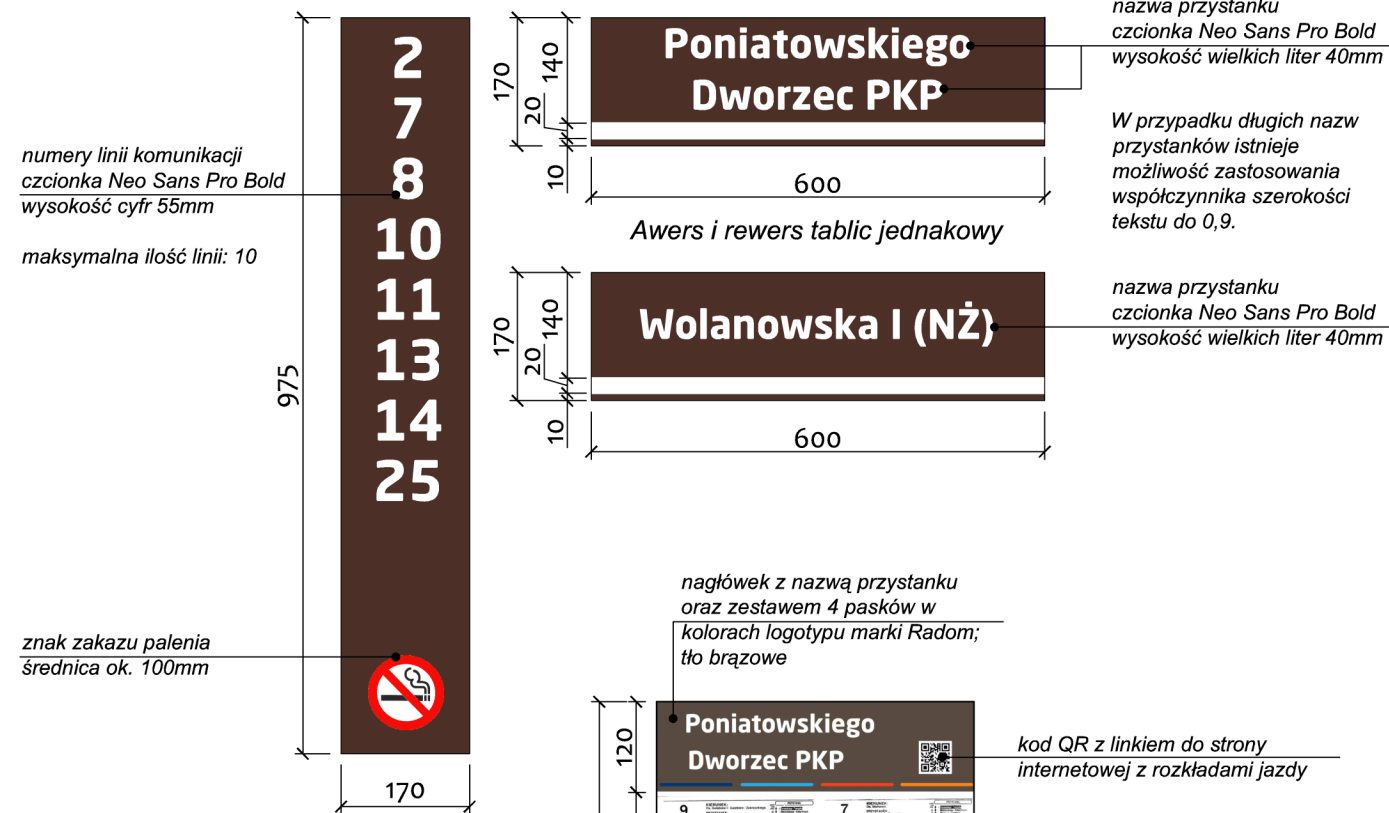 2
7
8
10
11
13
14
25
numery linii komunikacji
czcionka Neo Sans Pro Bold
wysokość cyfr 55mm
maksymalna ilość linii: 10
znak zakazu palenia
średnica ok. 100mm
975
170
Poniatowskiego
Dworzec PKP
170
140
20
10
600
nazwa przystanku
czcionka Neo Sans Pro Bold
wysokość wielkich liter 40mm
W przypadku długich nazw
przystanków istnieje
możliwość zastosowania
współczynnika szerokości
tekstu do 0,9.
Awers i rewers tablic jednakowy
Wolanowska I (NŻ)
170
140
20
10
600
nazwa przystanku
czcionka Neo Sans Pro Bold
wysokość wielkich liter 40mm
nagłówek z nazwą przystanku
oraz zestawem 4 pasków w
kolorach logotypu marki Radom;
tło brązowe
120
Poniatowskiego
Dworzec PKP
kod QR z linkiem do strony
internetowej z rozkładami jazdy
9
7